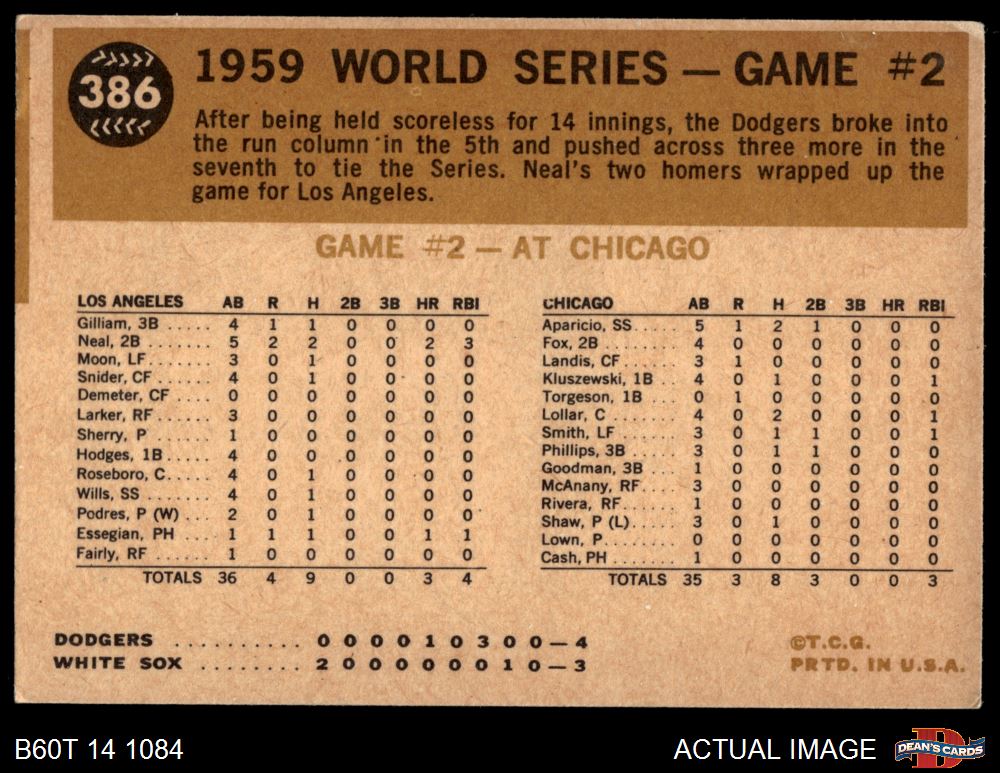 386
1959 WORLD SERIES — GAME #2
After being held scoreless for 14 innings, the Dodgers broke into
the run column in the 5th and pushed across three more in the
seventh to tie the Series. Neal's two homers wrapped up the
game for Los Angeles.
GAME #2 — AT CHICAGO
LOS ANGELES AB R H 2B 3B HR RBI
Gilliam, 3B ..... 4 1 1 0 0 0 0
Neal, 2B ....... 5 2 2 0 0 2 3
Moon, LF....... 3 0 1 0 0 0 0
Snider, CF ..... 4 0 1 0 0 0 0
Demeter, CF .... 0 0 0 0 0 0 0
Larker, RF ...... 3 0 0 0 0 0 0
Sherry, P ...... 1 0 0 0 0 0 0
Hodges, 1B ..... 4 0 0 0 0 0 0
Roseboro, C.... 4 0 1 0 0 0 0
Wills, SS ...... 4 0 1 0 0 0 0
Podres, P (W) ... 2 0 1 0 0 0 0
Essegian, PH .... 1 1 1 0 0 1 1
Fairly, RF ...... 1 0 0 0 0 0 0
TOTALS 36 4 9 0 0 3 4
CHICAGO AB R H 2B 3B HR RBI
Aparicio, SS..... 5 1 2 1 0 0 0
Fox, 2B ........ 4 0 0 0 0 0 0
Landis, CF ..... 3 1 0 0 0 0 0
Kluszewski, 1B .. 4 0 1 0 0 0 1
Torgeson, 1B ... 0 1 0 0 0 0 0
Lollar, C ....... 4 0 2 0 0 0 1
Smith, LF ...... 3 0 1 1 0 0 1
Phillips, 3B .... 3 0 1 1 0 0 0
Goodman, 3B ... 1 0 0 0 0 0 0
McAnany, RF.... 3 0 0 0 0 0 0
Rivera, RF...... 1 0 0 0 0 0 0
Shaw, P (L)..... 3 0 1 0 0 0 0
Lown, P........ 0 0 0 0 0 0 0
Cash, PH ...... 1 0 0 0 0 0 0
TOTALS 35 3 8 3 0 0 3
DODGERS .......... 0 0 0 0 1 0 3 0 0 — 4
WHITE SOX ........ 2 0 0 0 0 0 0 1 0 — 3
©T.C.G.
PRTD. IN U.S.A.
B60T 14 1084
ACTUAL IMAGE
D
DEAN'S CARDS